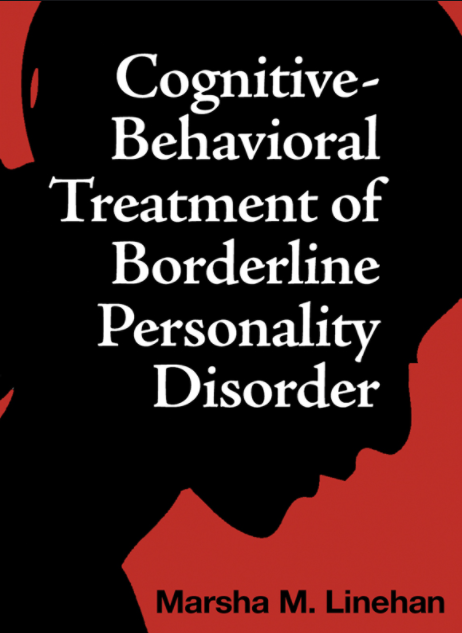 Cognitive-
Behavioral
Treatment of
Borderline
Personality
Disorder
Marsha M. Linehan